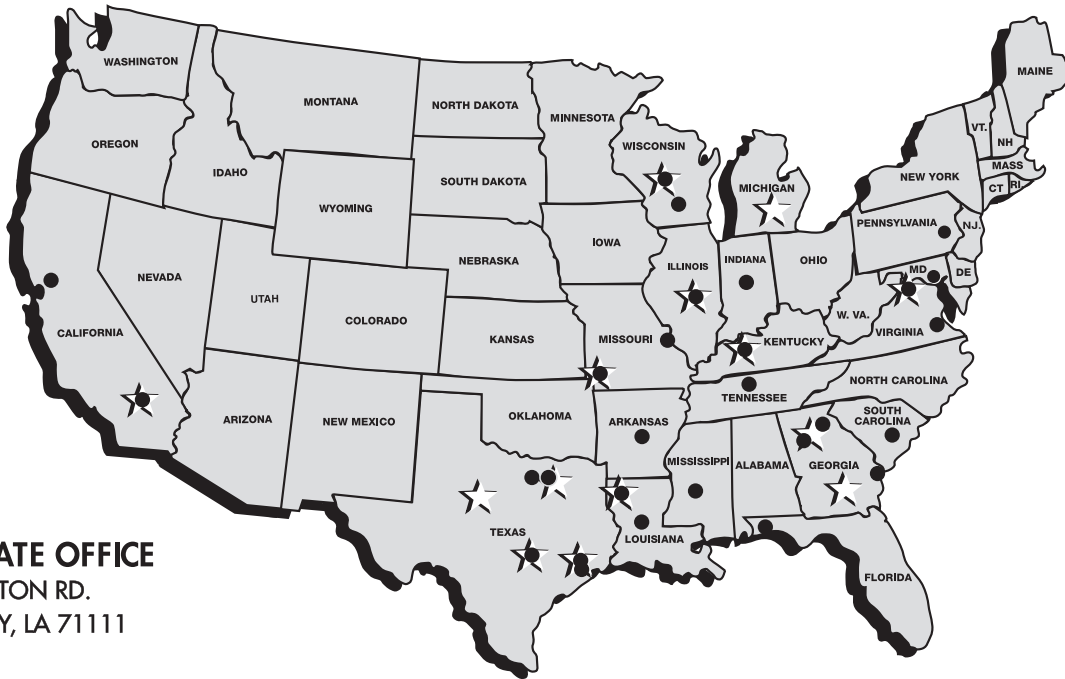 WASHINGTON
MAINE
MONTANA
NORTH DAKOTA
MINNESOTA
VT.
OREGON
NH
WISCONSIN
MASS
IDAHO
NEW YORK
SOUTH DAKOTA
MICHIGAN
CT
RI.
WYOMING
PENNSYLVANIA
NJ.
IOWA
NEBRASKA
ILLINOIS
INDIANA
OHIO
MD
DE
NEVADA
UTAH
COLORADO
W. VA.
CALIFORNIA
KANSAS
MISSOURI
KENTUCKY
VIRGINIA
NORTH CAROLINA
TENNESSEE
ARIZONA
NEW MEXICO
OKLAHOMA
ARKANSAS
SOUTH
CAROLINA
MISSISSIPPI
ALABAMA
GEORGIA
TEXAS
LOUISIANA
FLORIDA
ATE OFFICE
TON RD.
Y, LA 71111